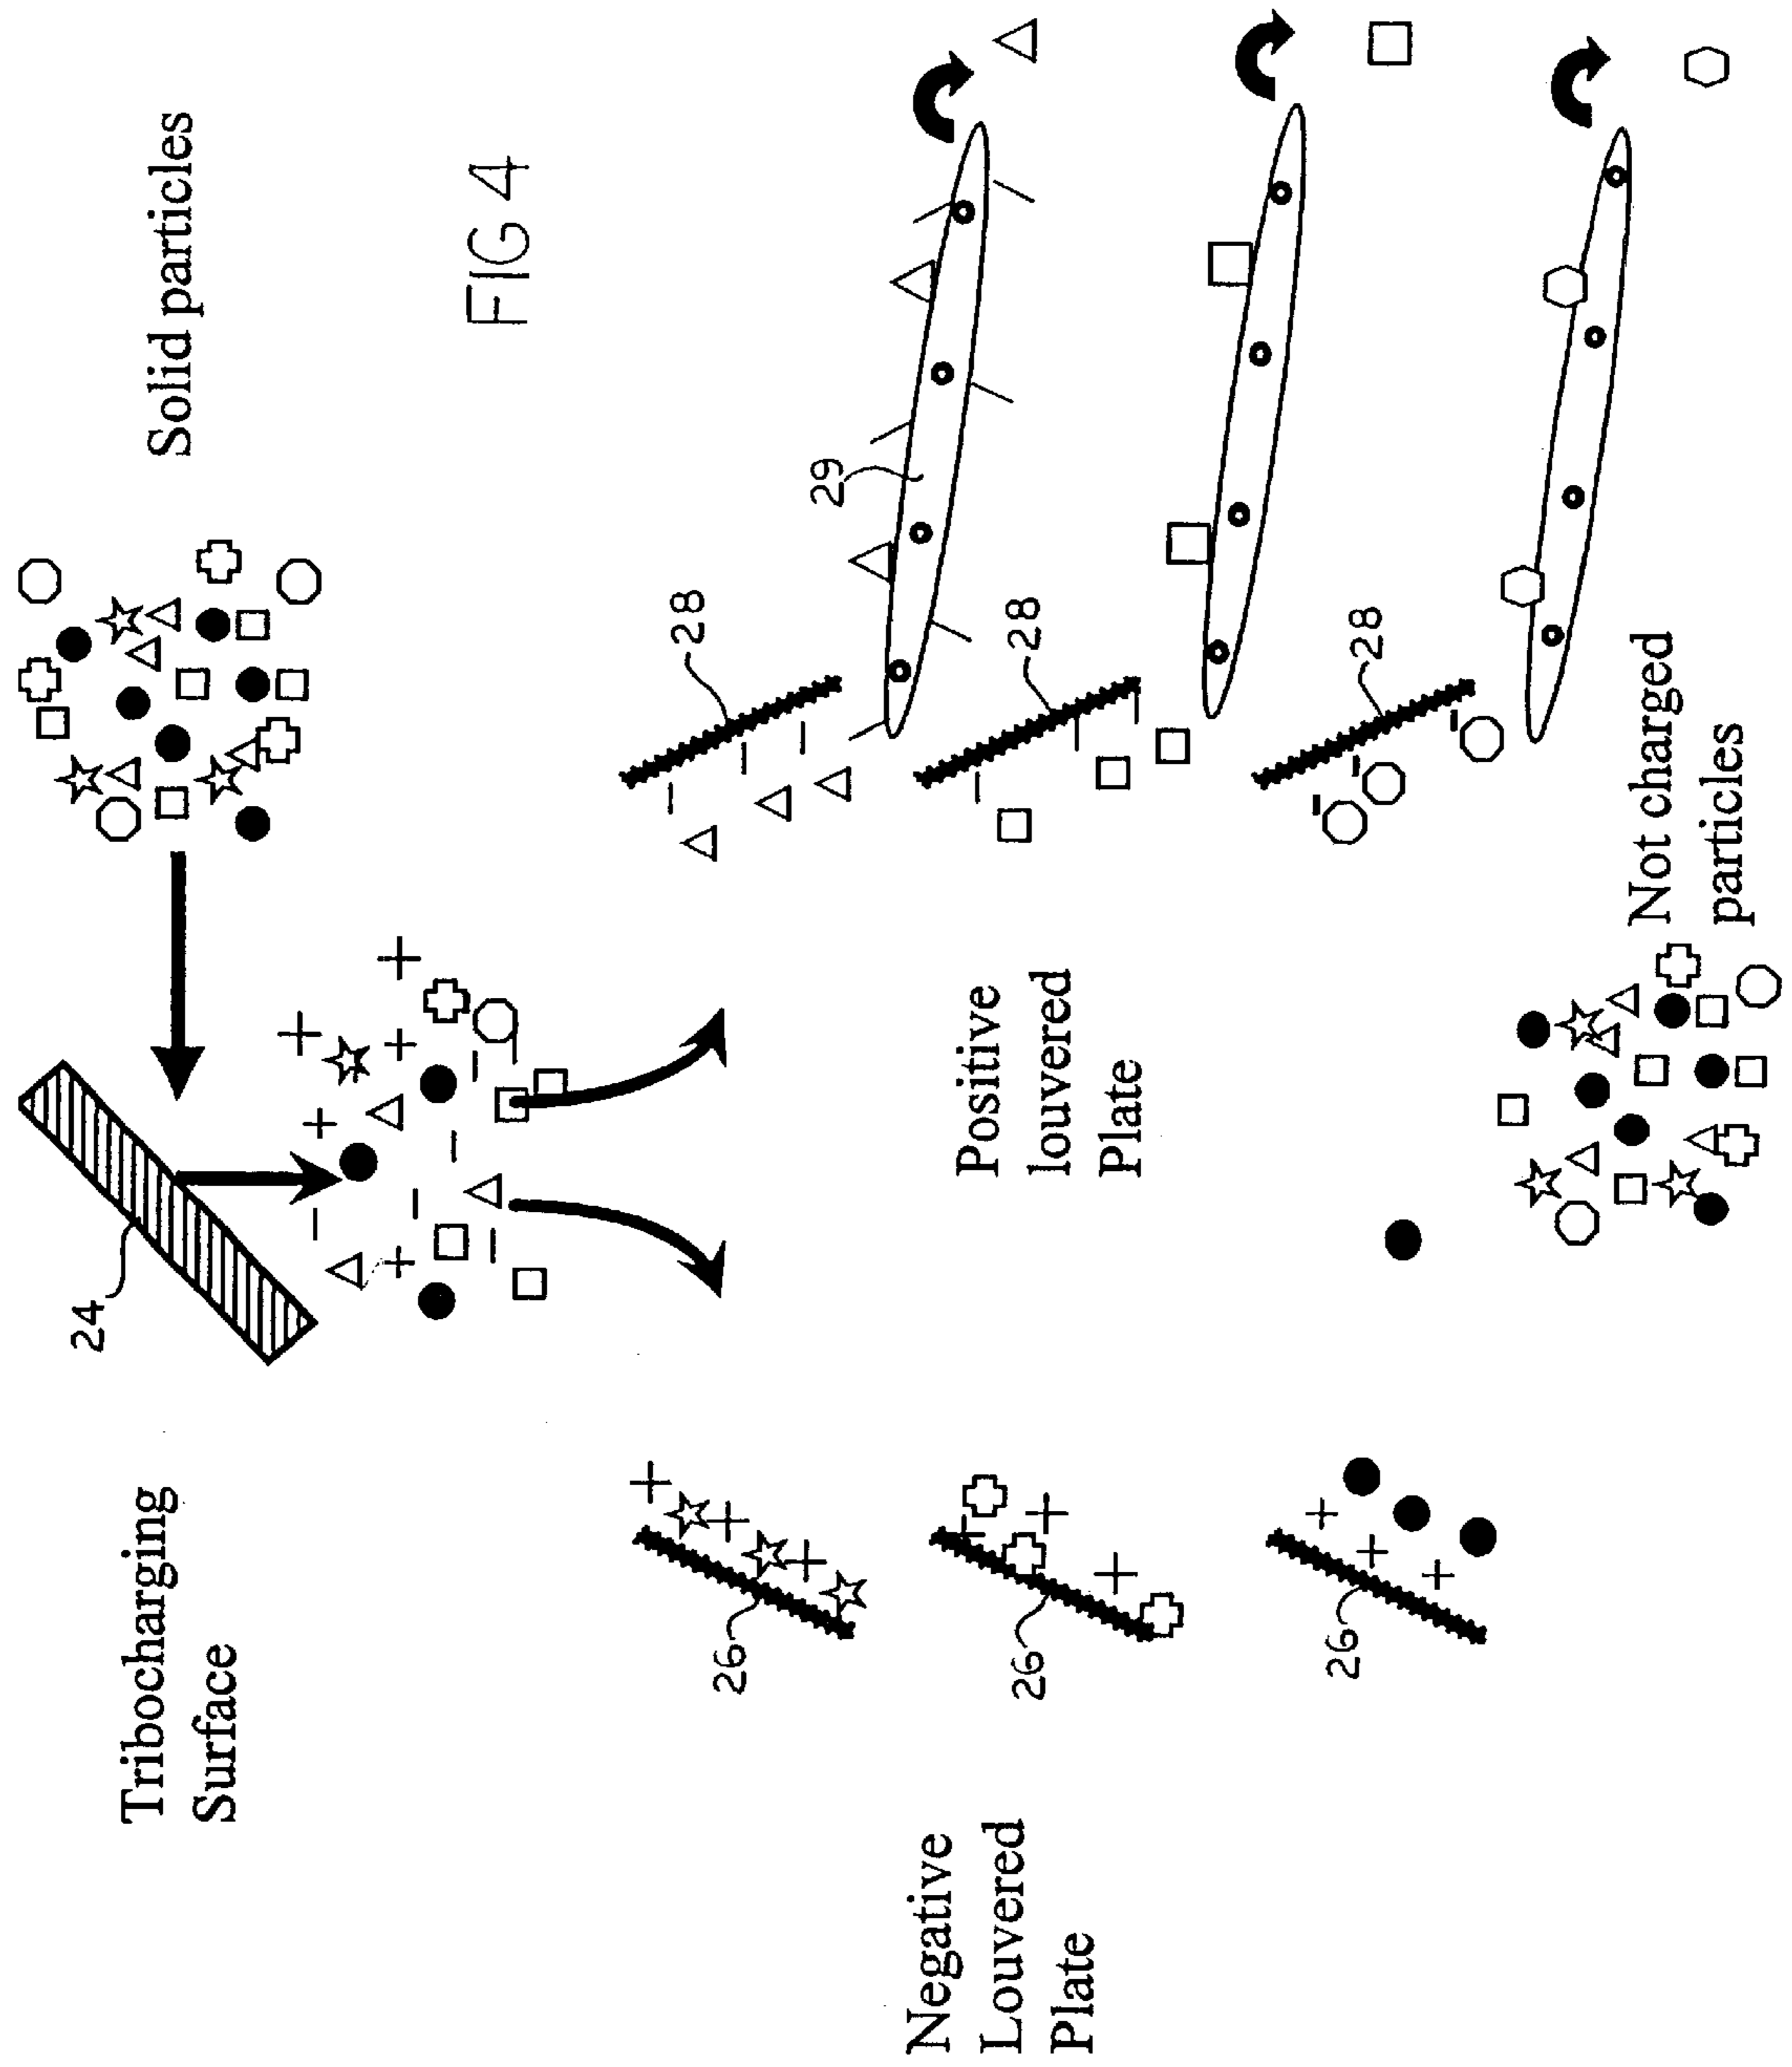 Tribocharging
Surface
24
Solid particles
FIG 4
26
28
29
Negative
Louvered
Plate
26
Positive
louvered
Plate
28
26
28
Not charged
particles